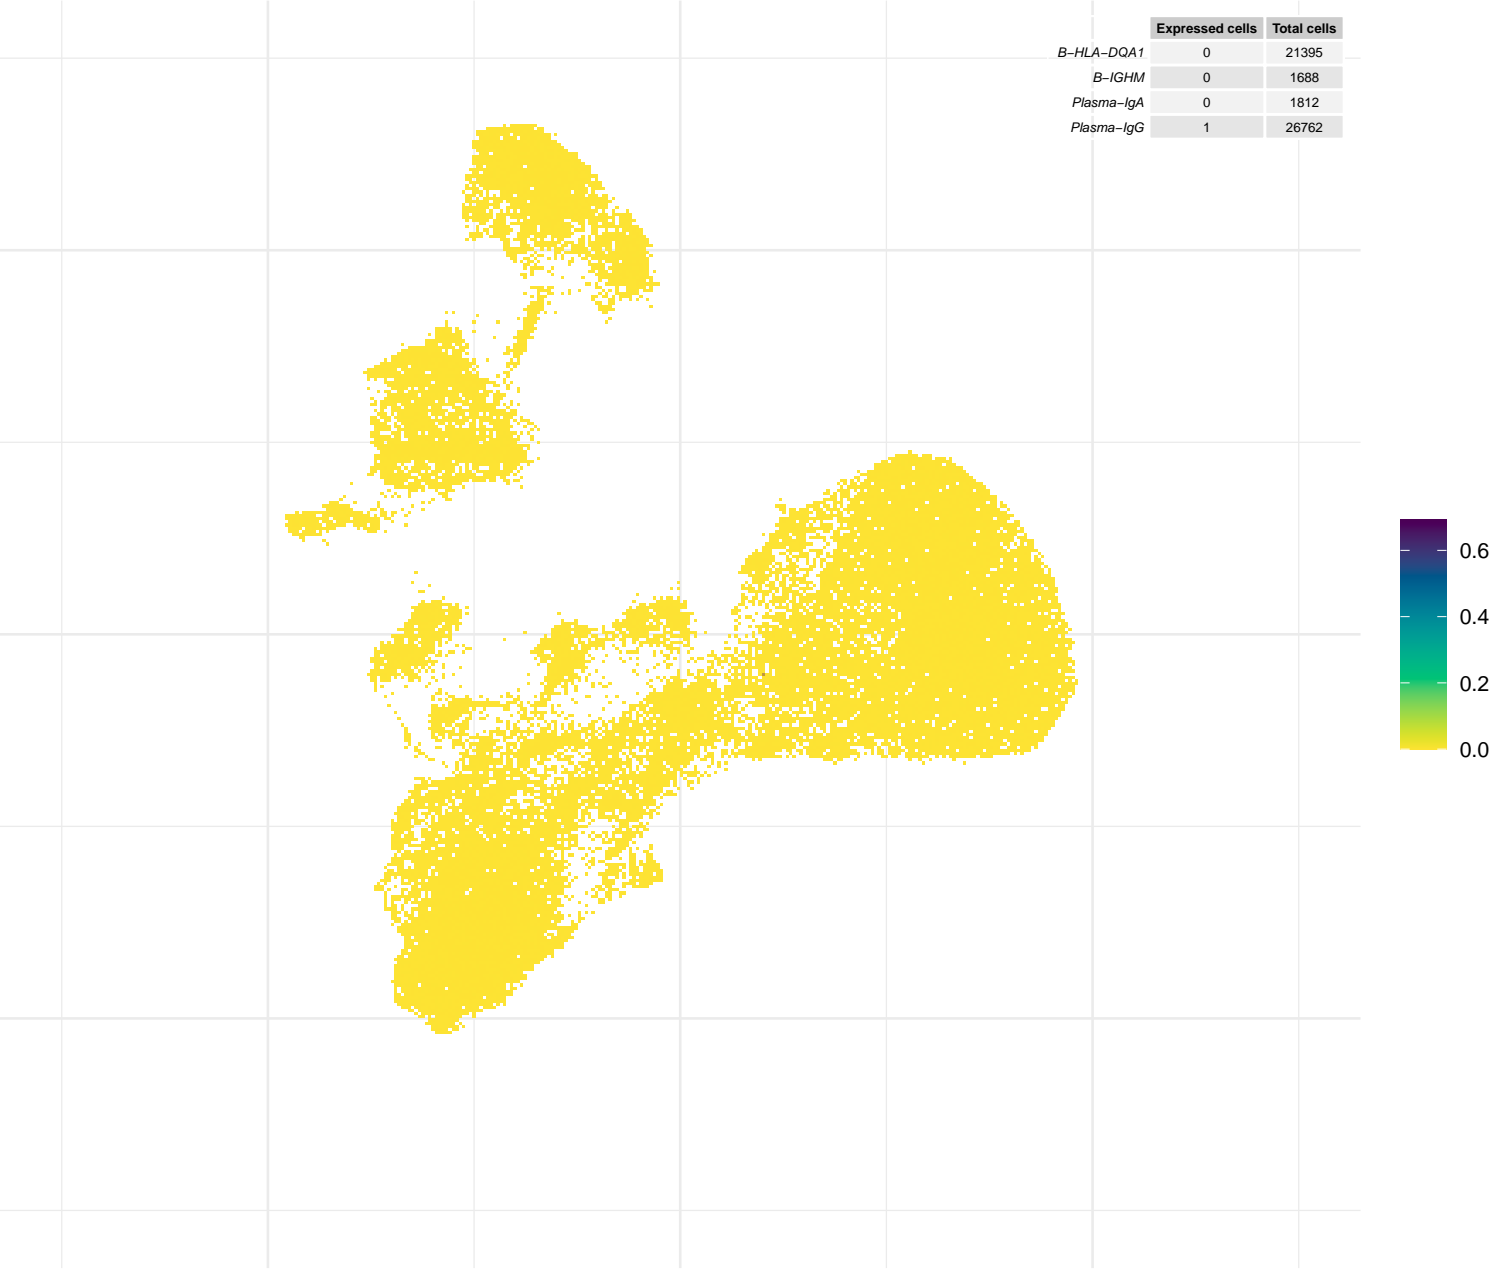 Expressed cells Total cells
B−HLA−DQA1 0 21395
B−IGHM 0 1688
Plasma−IgA 0 1812
Plasma−IgG 1 26762
0.6
0.4
0.2
0.0